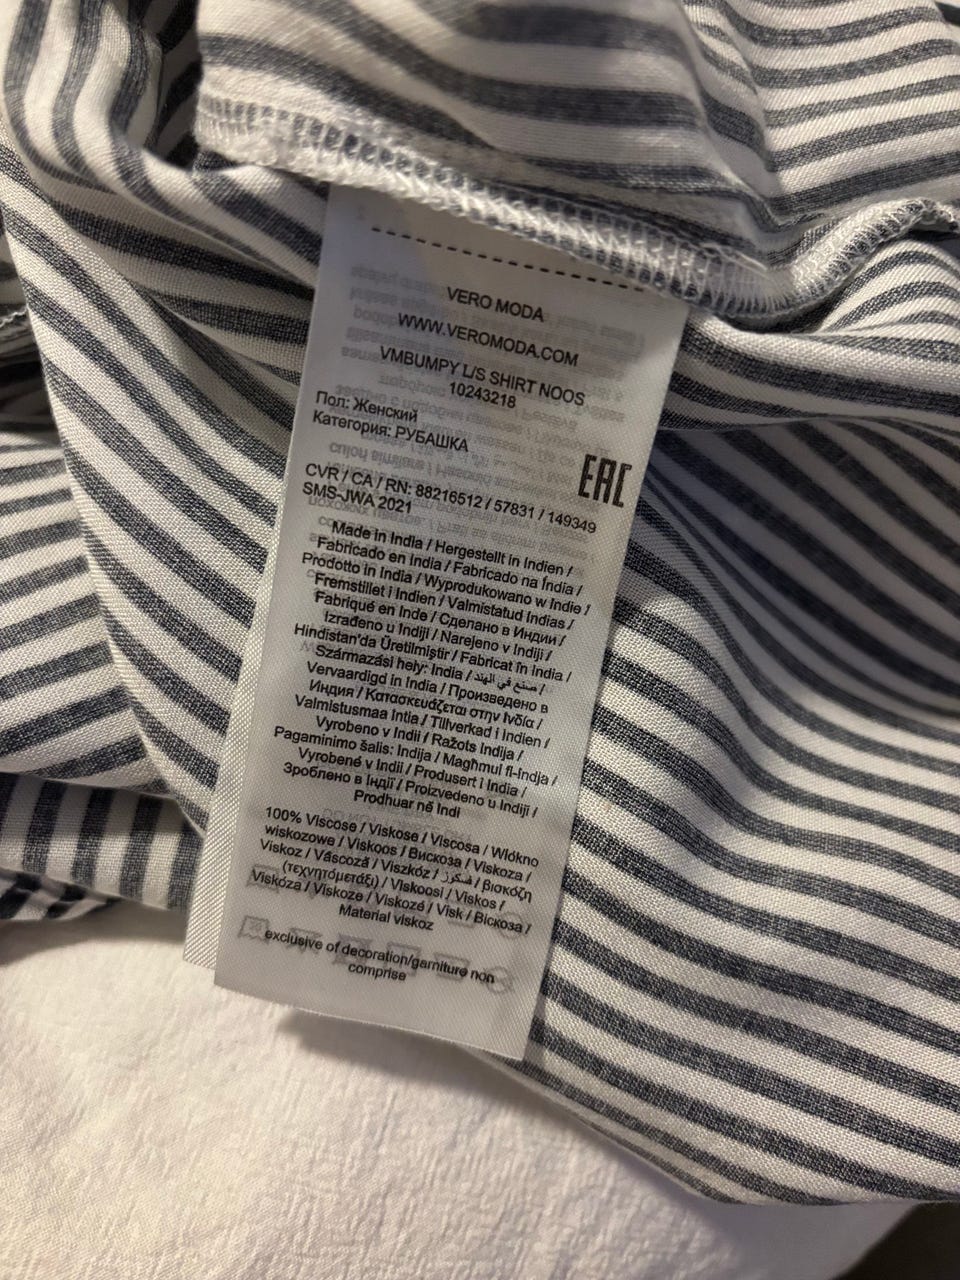 VERO MODA
WWW.VEROMODA.COM
VMBUMPY L/S SHIRT NOOS
10243218
Пол: Женский
Категория: РУБАШКА
EAC
CVR / CA / RN: 88216512 / 57831 / 149349
SMS-JWA 2021
Made in India / Hergestellt in Indien /
Fabricado en India / Fabricado na Índia /
Prodotto in India / Wyprodukowano w Indie /
Fremstillet i Indien / Valmistatud Indias /
Fabriqué en Inde / Сделано в Индии /
Izrađeno u Indiji / Narejeno v Indiji /
Hindistan'da Üretilmiştir / Fabricat în India /
Származási hely: India / صنع في الهند /
Vervaardigd in India / Произведено в
Индия / Κατασκευάζεται στην Ινδία /
Valmistusmaa Intia / Tillverkad i Indien /
Vyrobeno v Indii / Ražots Indija /
Pagaminimo šalis: Indija / Magħmul fl-Indja /
Vyrobené v Indii / Produsert i India /
Зроблено в Індії / Proizvedeno u Indiji /
Prodhuar në Indi
100% Viscose / Viskose / Viscosa / Włókno
wiskozowe / Viskoos / Вискоза / Viskoza /
Viskoz / Vâscoză / Viszkóz / فسكوز / βισκόζη
(τεχνητόμετάξι) / Viskoosi / Viskos /
Viskóza / Viskoze / Viskozė / Visk / Віскоза /
Material viskoz
exclusive of decoration/garniture non
comprise